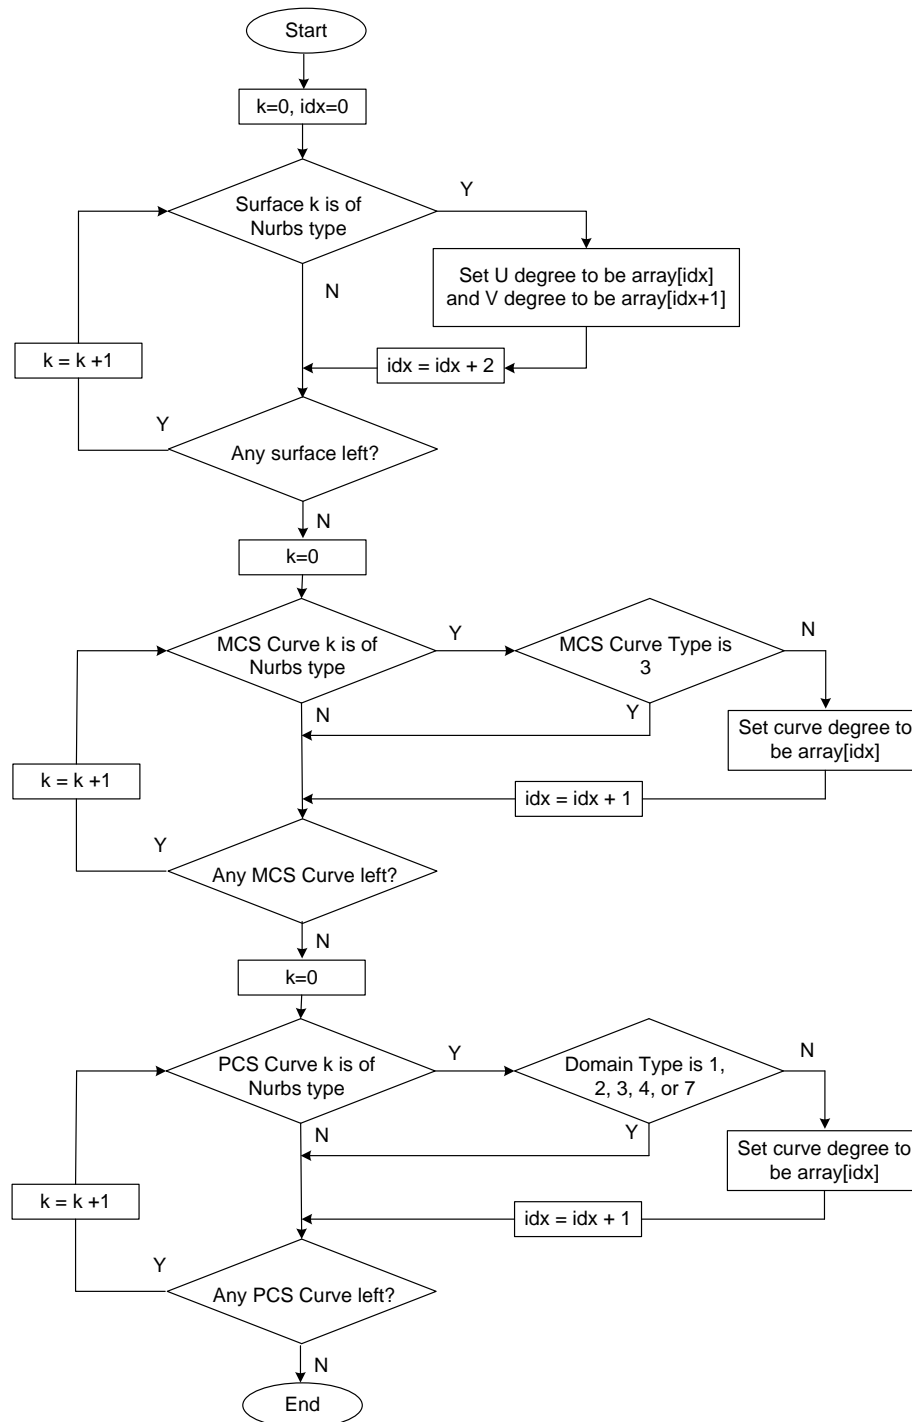 Start
k=0, idx=0
Surface k is of
Nurbs type
Y
Set U degree to be array[idx]
and V degree to be array[idx+1]
N
k = k +1
idx = idx + 2
Y
Any surface left?
N
k=0
MCS Curve k is of
Nurbs type
Y
MCS Curve Type is
3
N
N
Y
Set curve degree to
be array[idx]
k = k +1
idx = idx + 1
Y
Any MCS Curve left?
N
k=0
PCS Curve k is of
Nurbs type
Y
Domain Type is 1,
2, 3, 4, or 7
N
N
Y
Set curve degree to
be array[idx]
k = k +1
idx = idx + 1
Y
Any PCS Curve left?
N
End